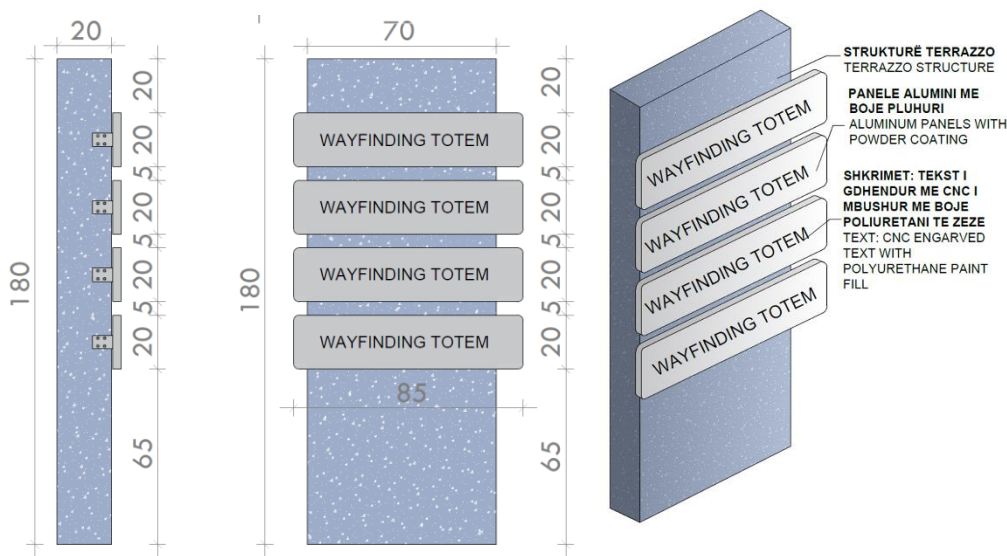 20
180
20
20
5
20
5
20
5
20
65
70
180
WAYFINDING TOTEM
WAYFINDING TOTEM
WAYFINDING TOTEM
WAYFINDING TOTEM
85
20
20
5
20
5
20
5
20
65
WAYFINDING TOTEM
WAYFINDING TOTEM
WAYFINDING TOTEM
WAYFINDING TOTEM
STRUKTURË TERRAZZO
TERRAZZO STRUCTURE
PANELE ALUMINI ME
BOJE PLUHURI
ALUMINUM PANELS WITH
POWDER COATING
SHKRIMET: TEKST I
GDHENDUR ME CNC I
MBUSHUR ME BOJE
POLIURETANI TE ZEZE
TEXT: CNC ENGARVED
TEXT WITH
POLYURETHANE PAINT
FILL